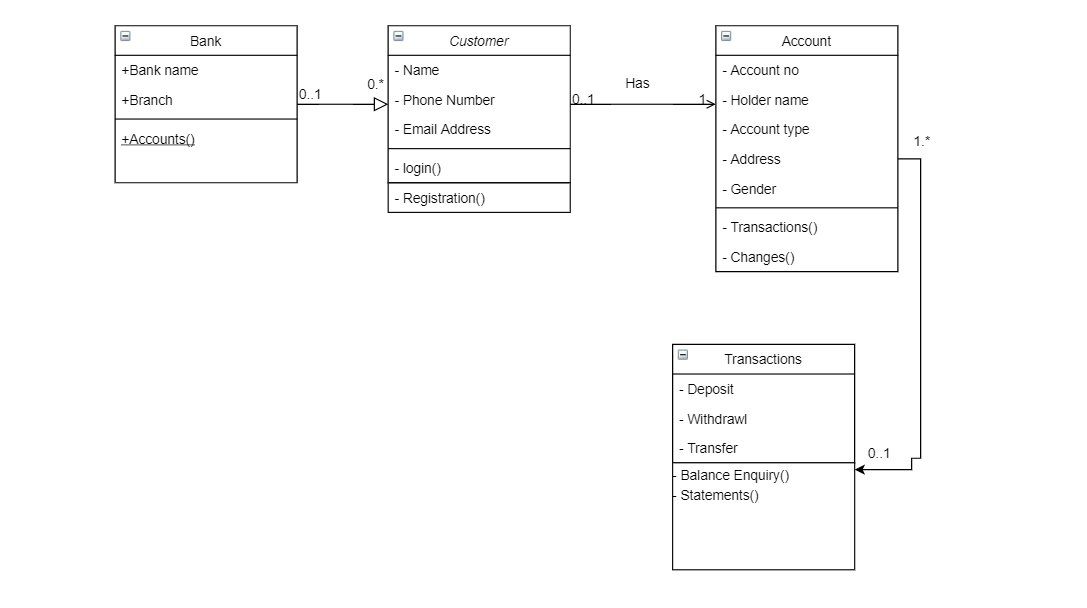 Bank
+Bank name
+Branch
+Accounts()
0..1
0.*
Customer
- Name
- Phone Number
- Email Address
- login()
- Registration()
0..1
Has
1
Account
- Account no
- Holder name
- Account type
- Address
- Gender
- Transactions()
- Changes()
1.*
Transactions
- Deposit
- Withdrawl
- Transfer
- Balance Enquiry()
- Statements()
0..1